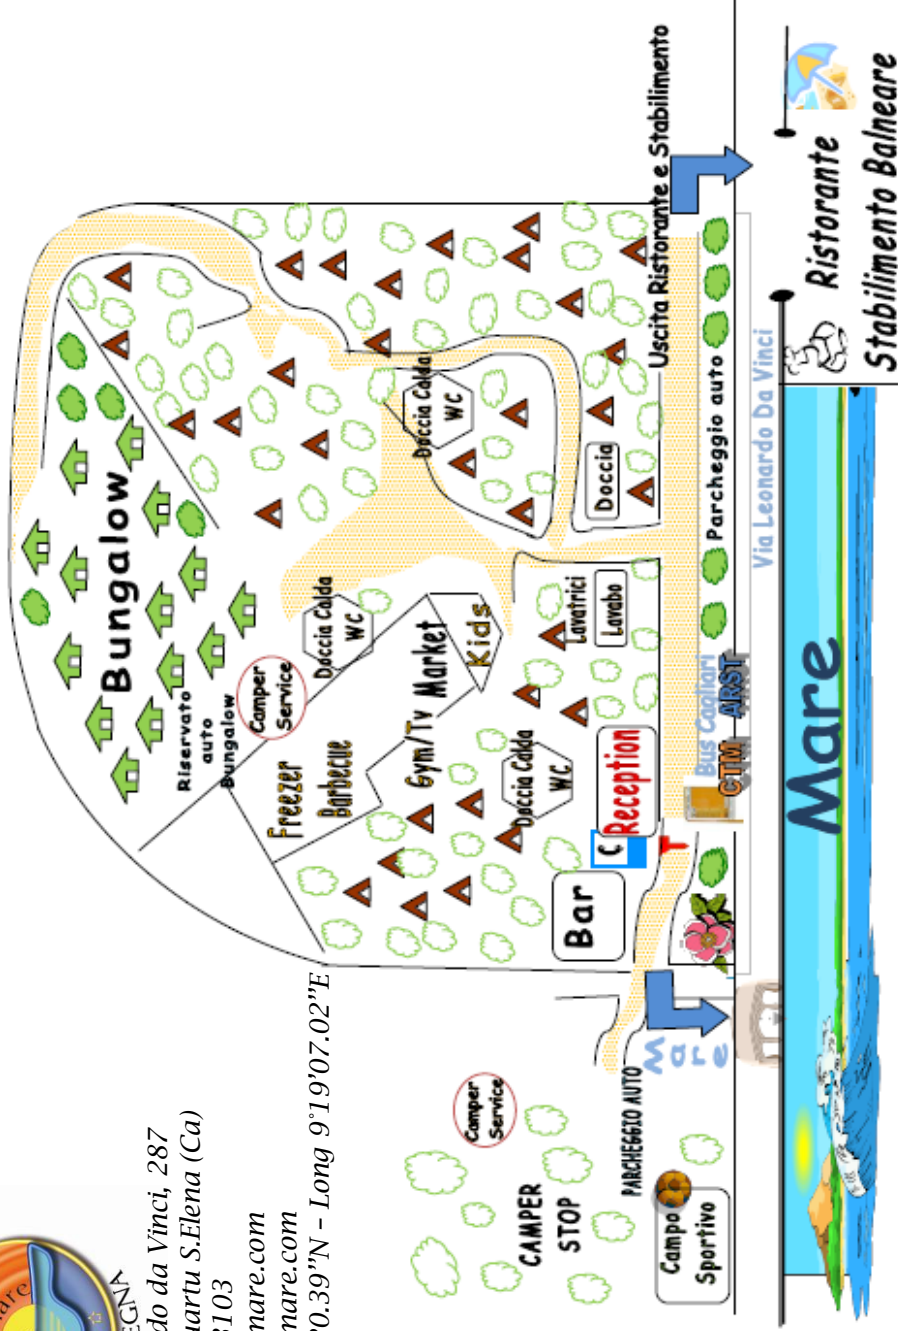 do da Vinci, 287
artu S.Elena (Ca)
103
mare.com
mare.com
0.39”N – Long 9°19’07.02”E
Bungalow
Riservato
auto
Bungalow
Camper
Service
Freezer
Barbecue
Doccia Calda
WC
Gym/Tv
Market
Kids
Doccia Calda
WC
Doccia Calda
WC
Doccia
Lavatrici
Lavabo
Bar
C
Reception
Uscita Ristorante e Stabilimento
Parcheggio auto
Bus Cagliari
CTM
ARST
Via Leonardo Da Vinci
Camper
Service
CAMPER
STOP
PARCHEGGIO AUTO
Mare
Campo
Sportivo
Mare
Ristorante
Stabilimento Balneare